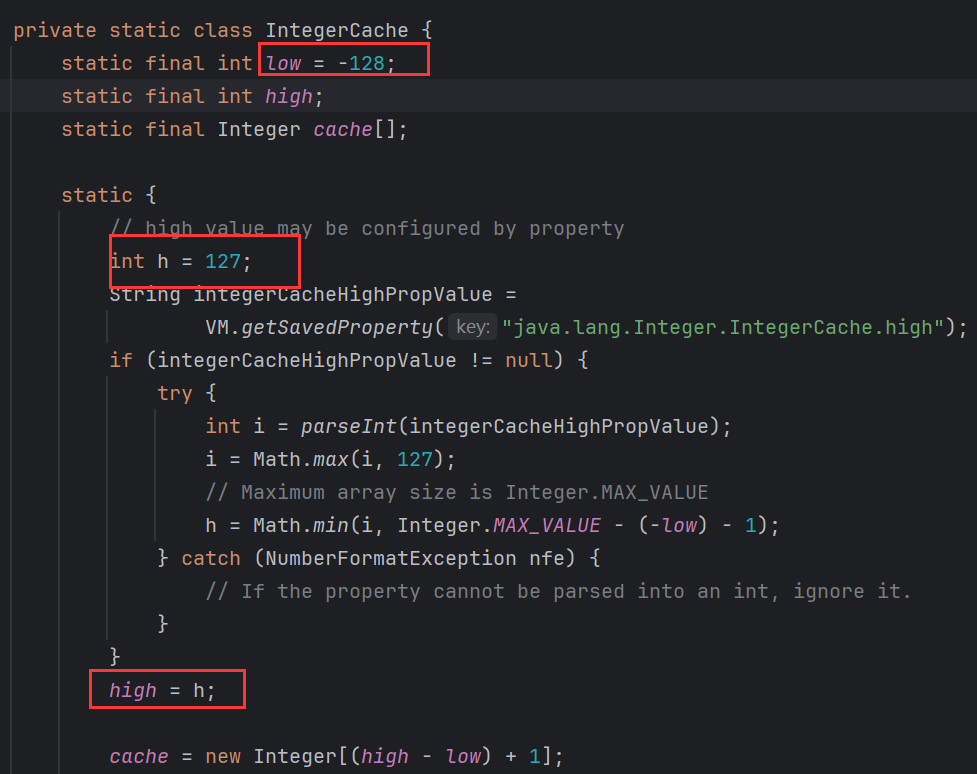 private static class IntegerCache {
static final int low = -128;
static final int high;
static final Integer cache[];
static {
// high value may be configured by property
int h = 127;
String integerCacheHighPropValue =
VM.getSavedProperty( key: "java.lang.Integer.IntegerCache.high");
if (integerCacheHighPropValue != null) {
try {
int i = parseInt(integerCacheHighPropValue);
i = Math.max(i, 127);
// Maximum array size is Integer.MAX_VALUE
h = Math.min(i, Integer.MAX_VALUE - (-low) - 1);
} catch (NumberFormatException nfe) {
// If the property cannot be parsed into an int, ignore it.
}
}
high = h;
cache = new Integer[(high - low) + 1];